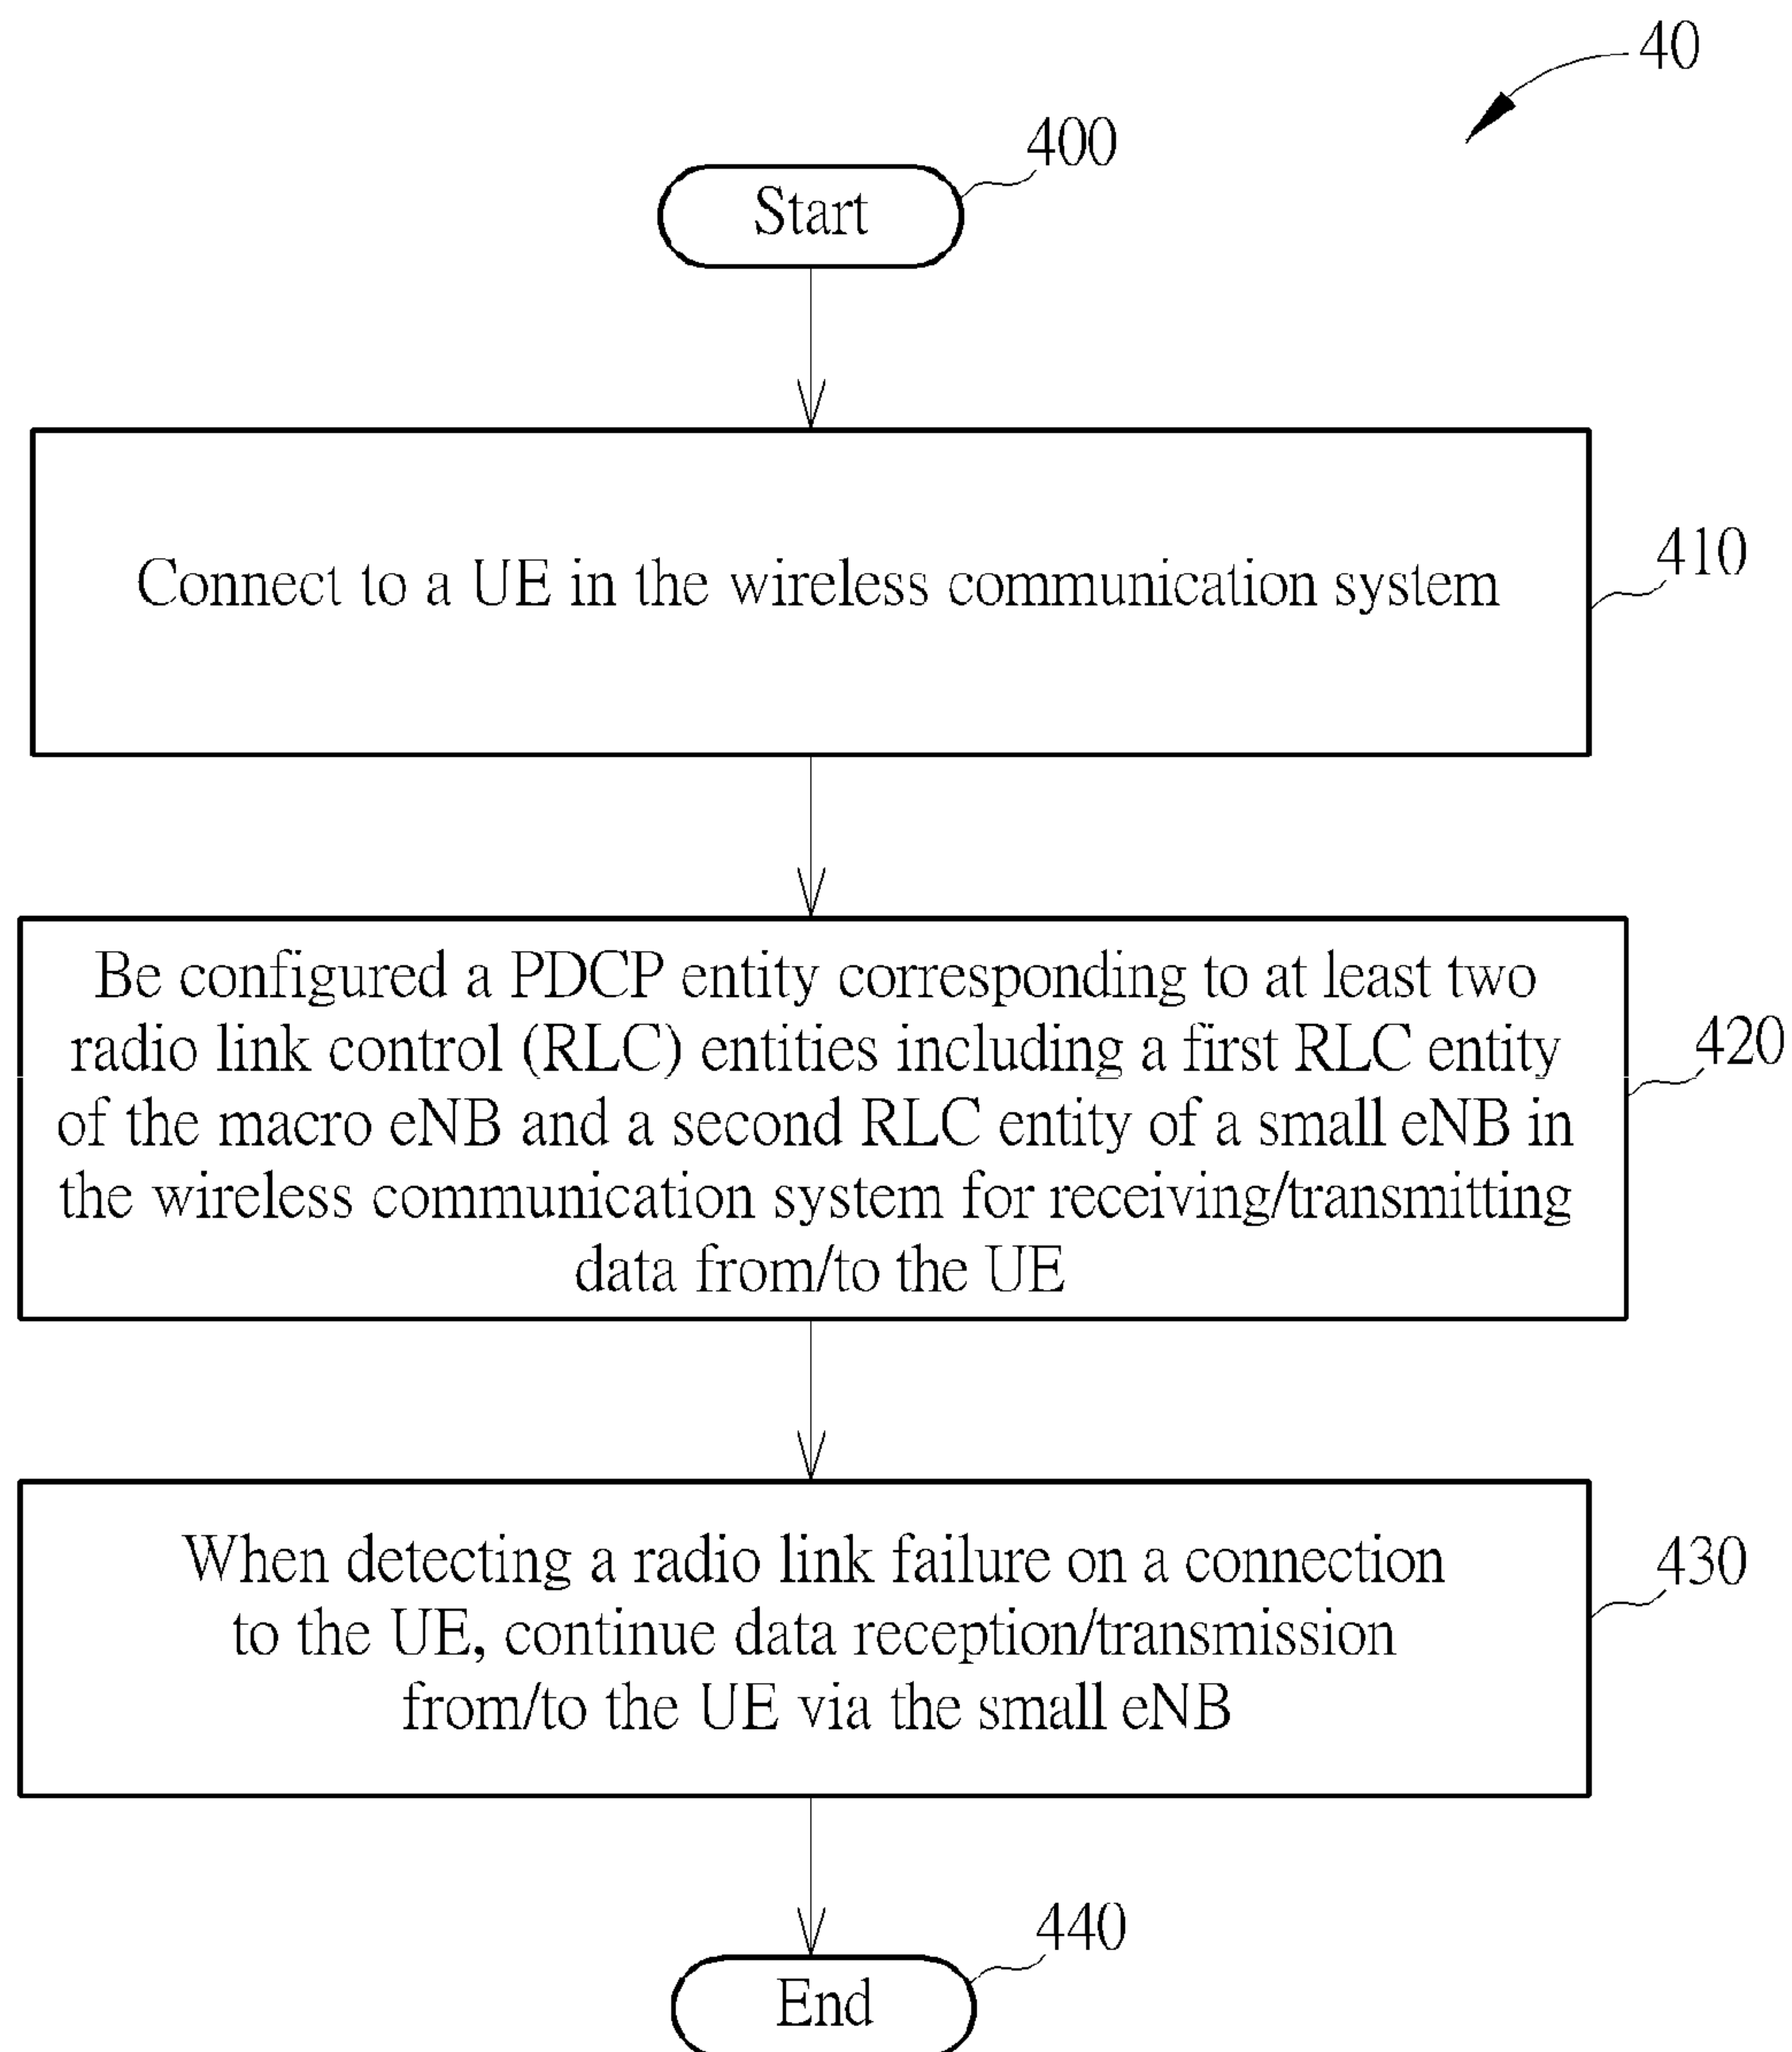 40
400
Start
Connect to a UE in the wireless communication system
410
Be configured a PDCP entity corresponding to at least two
radio link control (RLC) entities including a first RLC entity
of the macro eNB and a second RLC entity of a small eNB in
the wireless communication system for receiving/transmitting
data from/to the UE
420
When detecting a radio link failure on a connection
to the UE, continue data reception/transmission
from/to the UE via the small eNB
430
440
End